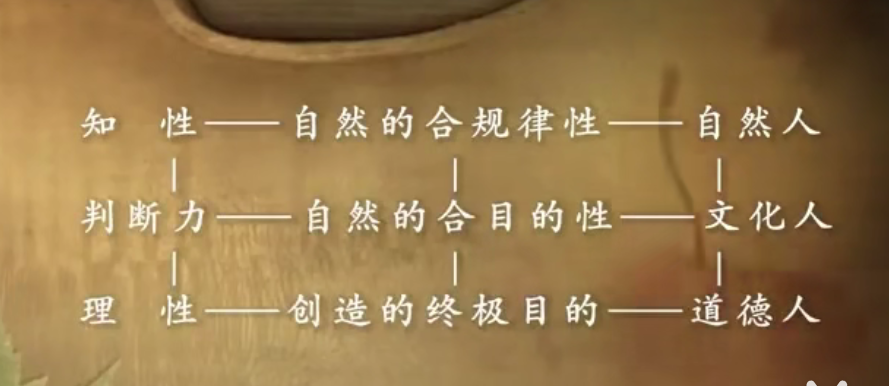 知 性——自然的合规律性——自然人
判断力——自然的合目的性——文化人
理 性——创造的终极目的——道德人